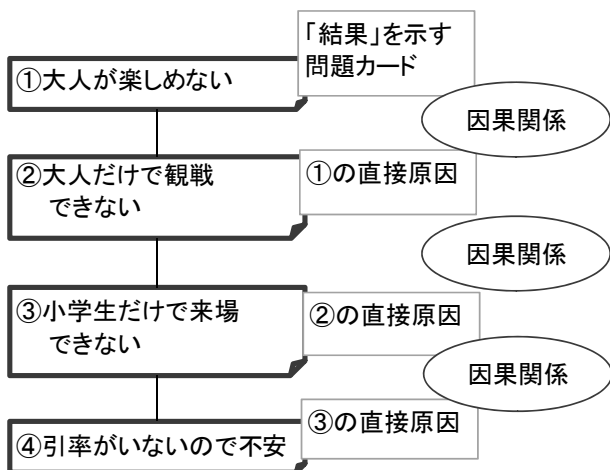 「結果」を示す
問題カード
①大人が楽しめない
因果関係
②大人だけで観戦
できない
①の直接原因
因果関係
③小学生だけで来場
できない
②の直接原因
因果関係
③の直接原因
④引率がいないので不安